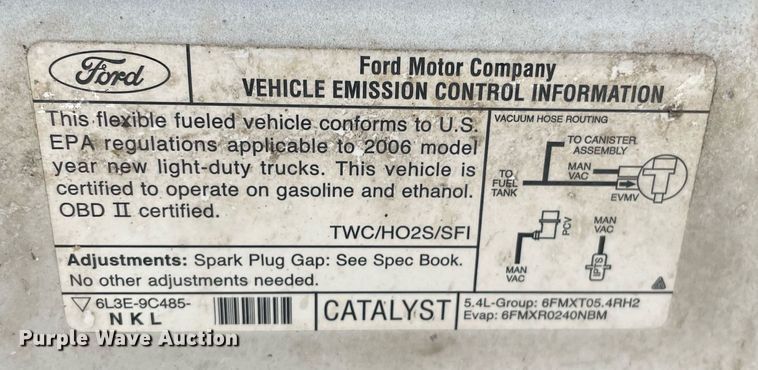 Ford
Ford Motor Company
VEHICLE EMISSION CONTROL INFORMATION
This flexible fueled vehicle conforms to U.S.
EPA regulations applicable to 2006 model
year new light-duty trucks. This vehicle is
certified to operate on gasoline and ethanol.
OBD II certified.
TWC/HO2S/SFI
Adjustments: Spark Plug Gap: See Spec Book.
No other adjustments needed.
VACUUM HOSE ROUTING
TO CANISTER
ASSEMBLY
MAN
VAC
TO
FUEL
TANK
EVMV
PCV
MAN
VAC
MAN
VAC
IPTS
6L3E-9C485-
NKL
CATALYST
5.4L-Group: 6FMXT05.4RH2
Evap: 6FMXR0240NBM
Purple Wave Auction